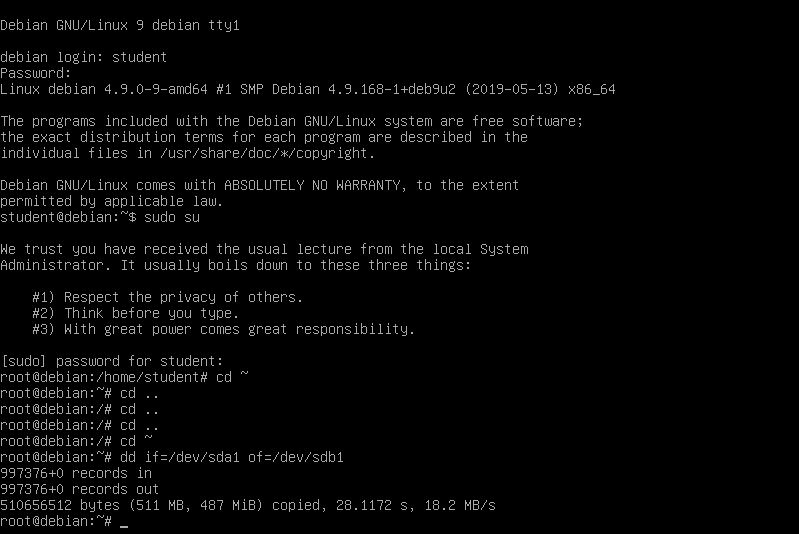 Debian GNU/Linux 9 debian tty1
debian login: student
Password:
Linux debian 4.9.0-9-amd64 #1 SMP Debian 4.9.168-1+deb9u2 (2019-05-13) x86_64
The programs included with the Debian GNU/Linux system are free software;
the exact distribution terms for each program are described in the
individual files in /usr/share/doc/*/copyright.
Debian GNU/Linux comes with ABSOLUTELY NO WARRANTY, to the extent
permitted by applicable law.
student@debian:~$ sudo su
We trust you have received the usual lecture from the local System
Administrator. It usually boils down to these three things:
#1) Respect the privacy of others.
#2) Think before you type.
#3) With great power comes great responsibility.
[sudo] password for student:
root@debian:/home/student# cd ~
root@debian:~# cd ..
root@debian:/# cd ..
root@debian:/# cd ..
root@debian:/# cd ~
root@debian:~# dd if=/dev/sda1 of=/dev/sdb1
997376+0 records in
997376+0 records out
510656512 bytes (511 MB, 487 MiB) copied, 28.1172 s, 18.2 MB/s
root@debian:~# _